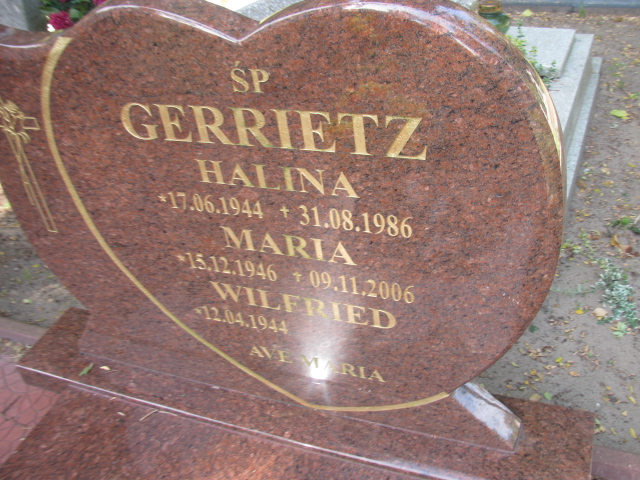 ŚP
GERRIETZ
HALINA
*17.06.1944 + 31.08.1986
MARIA
*15.12.1946 + 09.11.2006
WILFRIED
*12.04.1944
AVE MARIA